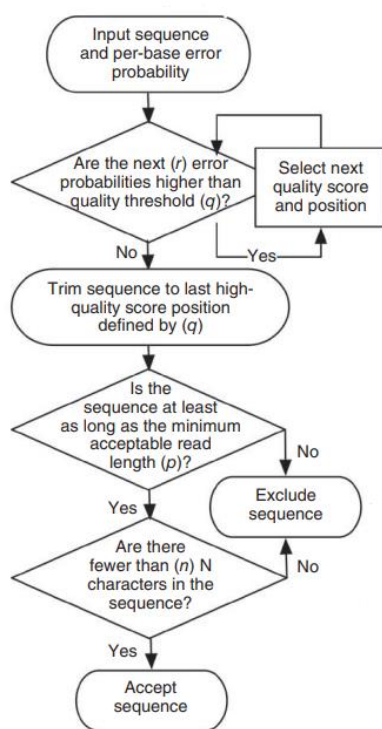 Input sequence
and per-base error
probability
Are the next (r) error
probabilities higher than
quality threshold (q)?
Select next
quality score
and position
Yes
No
Trim sequence to last high-
quality score position
defined by (q)
Is the
sequence at least
as long as the minimum
acceptable read
length (p)?
No
Yes
Exclude
sequence
Are there
fewer than (n) N
characters in the
sequence?
No
Yes
Accept
sequence